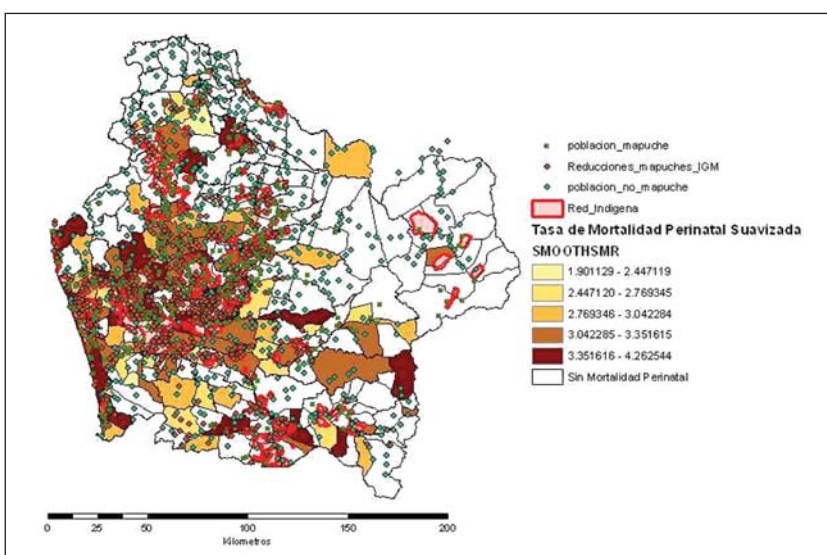 poblacion_mapuche
Reducciones_mapuches_IGM
poblacion_no_mapuche
Red_Indigena
Tasa de Mortalidad Perinatal Suavizada
SMOOTHSMR
1.901129 - 2.447119
2.447120 - 2.769345
2.769346 - 3.042284
3.042285 - 3.351615
3.351616 - 4.262544
Sin Mortalidad Perinatal
0 25 50 100 150 200
Kilometros